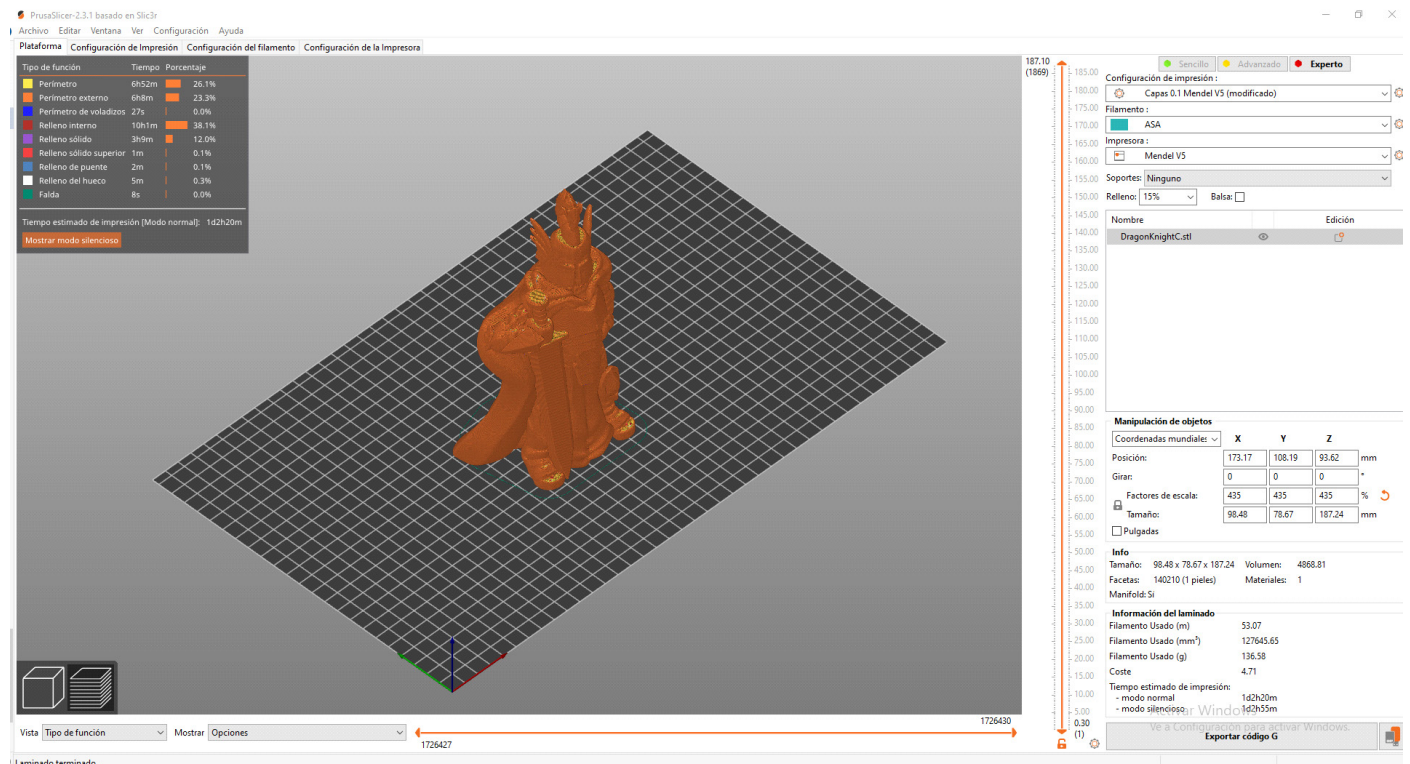 PrusaSlicer-2.3.1 basado en Slic3r
Archivo Editar Ventana Ver Configuración Ayuda
Plataforma Configuración de Impresión Configuración del filamento Configuración de la Impresora
Tipo de función Tiempo Porcentaje
Perímetro 6h52m 26.1%
Perímetro externo 6h8m 23.3%
Perímetro de voladizos 27s 0.0%
Relleno interno 10h1m 38.1%
Relleno sólido 3h9m 12.0%
Relleno sólido superior 1m 0.1%
Relleno de puente 2m 0.1%
Relleno del hueco 5m 0.3%
Falda 8s 0.0%
Tiempo estimado de impresión [Modo normal]: 1d2h20m
Mostrar modo silencioso
187.10
(1869)
185.00
180.00
175.00
170.00
165.00
160.00
155.00
150.00
145.00
140.00
135.00
130.00
125.00
120.00
115.00
110.00
105.00
100.00
95.00
90.00
85.00
80.00
75.00
70.00
65.00
60.00
55.00
50.00
45.00
40.00
35.00
30.00
25.00
20.00
15.00
10.00
5.00
0.30
(1)
Sencillo Advanzado Experto
Configuración de impresión :
Capas 0.1 Mendel V5 (modificado)
Filamento :
ASA
Impresora :
Mendel V5
Soportes: Ninguno
Relleno: 15% Balsa:
Nombre Edición
DragonKnightC.stl
Manipulación de objetos
Coordenadas mundiales X Y Z
Posición: 173.17 108.19 93.62 mm
Girar: 0 0 0 °
Factores de escala: 435 435 435 %
Tamaño: 98.48 78.67 187.24 mm
Pulgadas
Info
Tamaño: 98.48 x 78.67 x 187.24 Volumen: 4868.81
Facetas: 140210 (1 pieles) Materiales: 1
Manifold: Sí
Información del laminado
Filamento Usado (m) 53.07
Filamento Usado (mm³) 127645.65
Filamento Usado (g) 136.58
Coste 4.71
Tiempo estimado de impresión:
- modo normal 1d2h20m
- modo silencioso 1d2h55m
Activar Windows
Ve a Configuración para activar Windows.
Exportar código G
Vista Tipo de función Mostrar Opciones
1726430
1726427
Laminado terminado